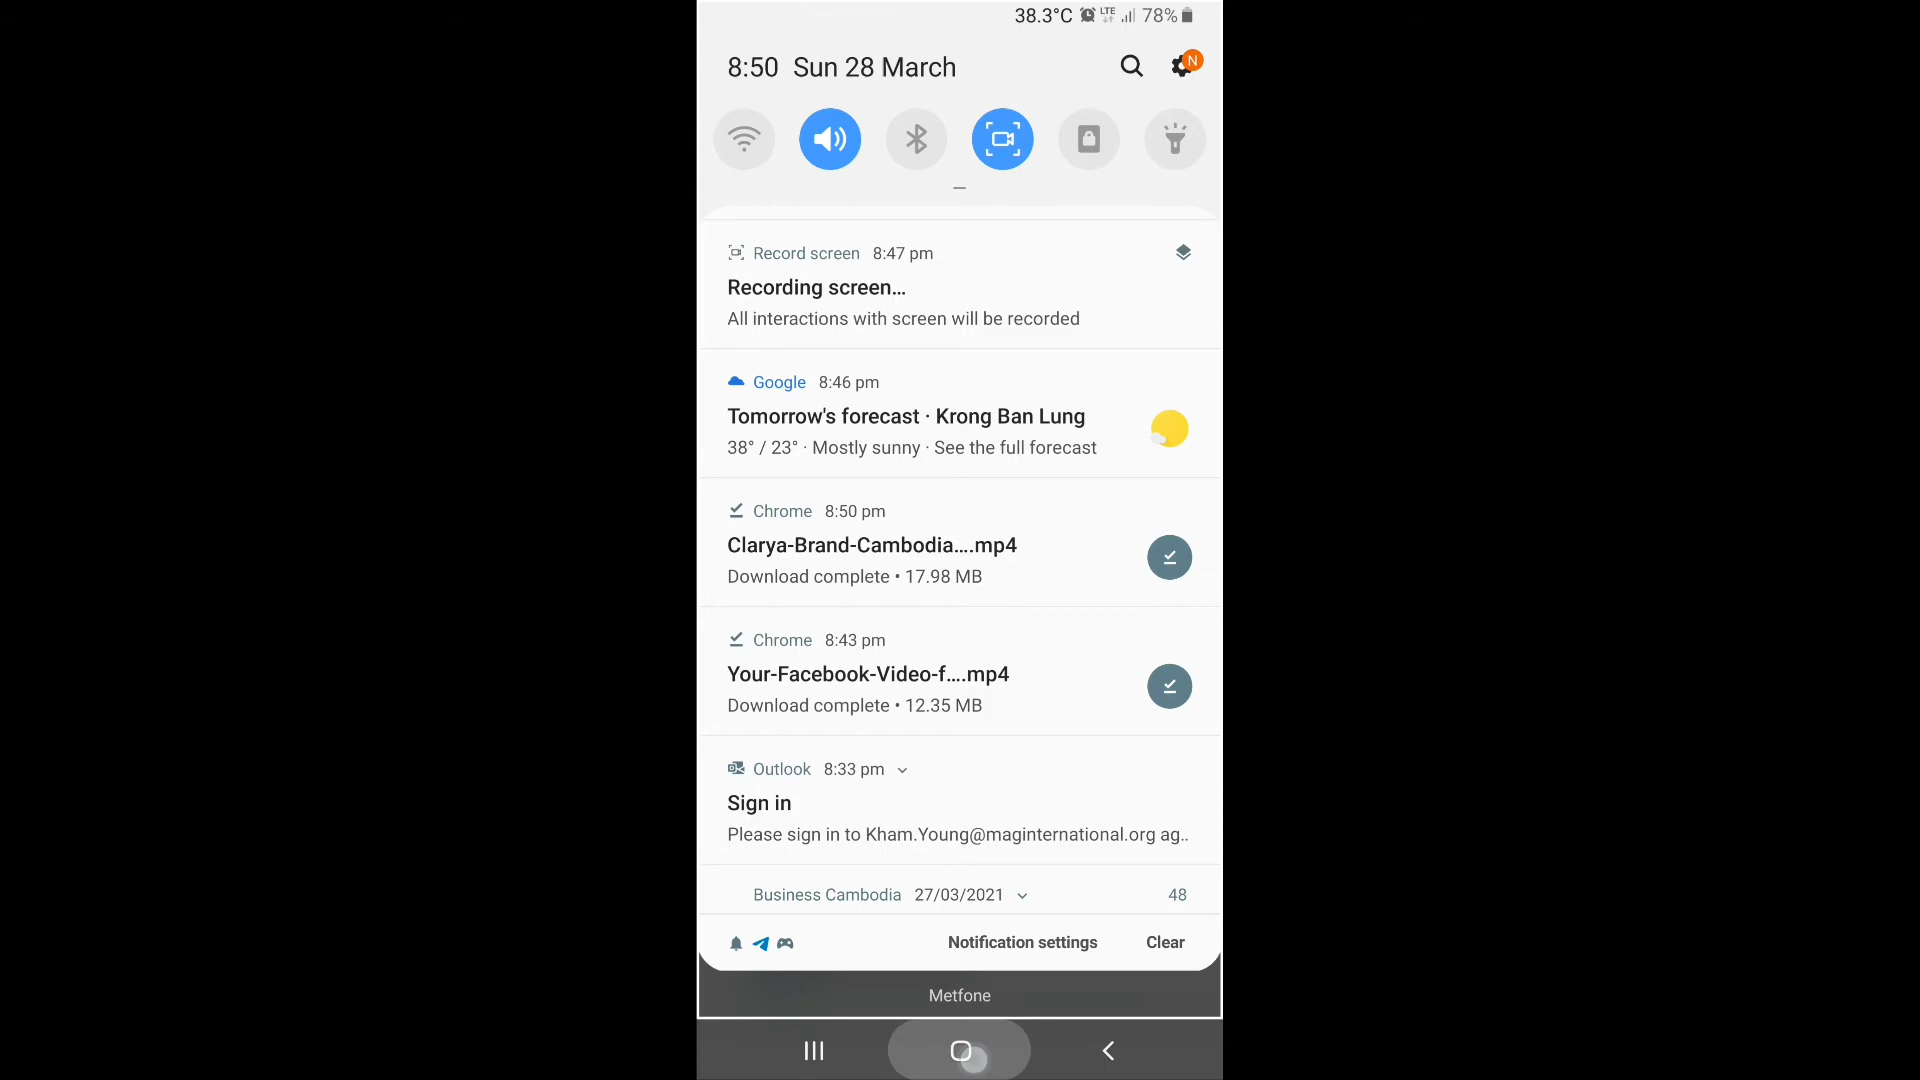 38.3°C LTE 78%
8:50 Sun 28 March
N
Record screen 8:47 pm
Recording screen...
All interactions with screen will be recorded
Google 8:46 pm
Tomorrow's forecast · Krong Ban Lung
38° / 23° · Mostly sunny · See the full forecast
Chrome 8:50 pm
Clarya-Brand-Cambodia....mp4
Download complete • 17.98 MB
Chrome 8:43 pm
Your-Facebook-Video-f....mp4
Download complete • 12.35 MB
Outlook 8:33 pm
Sign in
Please sign in to Kham.Young@maginternational.org ag..
Business Cambodia 27/03/2021 48
Notification settings Clear
Metfone